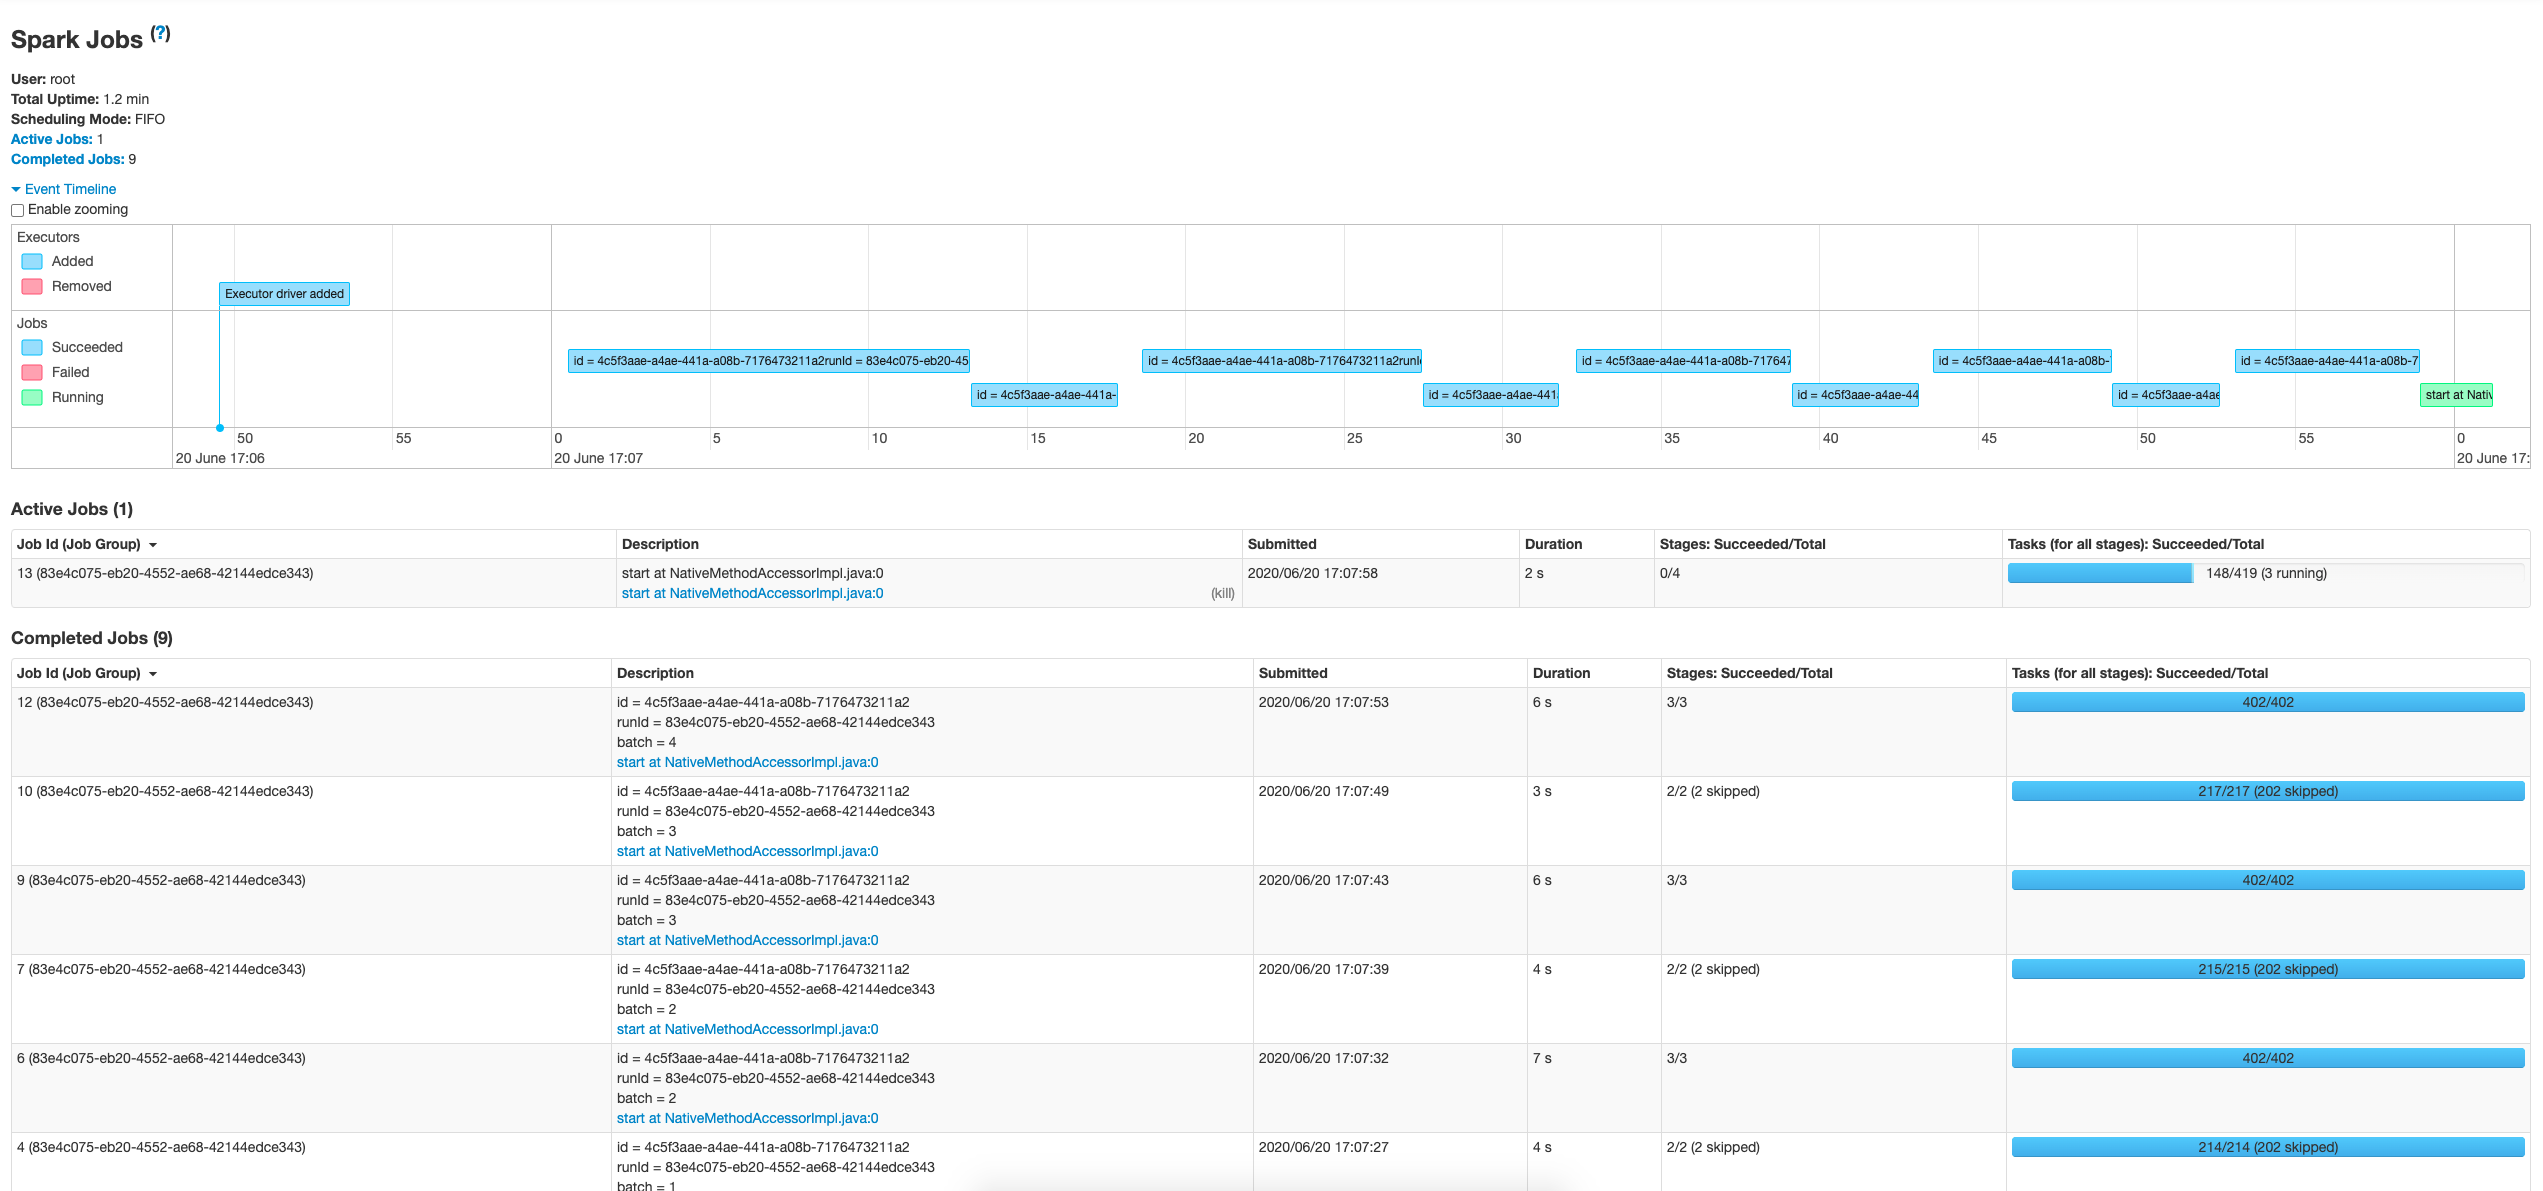 Spark Jobs (?)
User: root
Total Uptime: 1.2 min
Scheduling Mode: FIFO
Active Jobs: 1
Completed Jobs: 9
Event Timeline
Enable zooming
Executors
Added
Removed
Executor driver added
Jobs
Succeeded
Failed
Running
id = 4c5f3aae-a4ae-441a-a08b-7176473211a2runId = 83e4c075-eb20-45
id = 4c5f3aae-a4ae-441a-a08b-7176473211a2runI
id = 4c5f3aae-a4ae-441a-a08b-717647
id = 4c5f3aae-a4ae-441a-a08b-
id = 4c5f3aae-a4ae-441a-a08b-7
id = 4c5f3aae-a4ae-441a-
id = 4c5f3aae-a4ae-441
id = 4c5f3aae-a4ae-44
id = 4c5f3aae-a4ae
start at Nativ
50 55 0 5 10 15 20 25 30 35 40 45 50 55 0
20 June 17:06 20 June 17:07 20 June 17:
Active Jobs (1)
Job Id (Job Group) Description Submitted Duration Stages: Succeeded/Total Tasks (for all stages): Succeeded/Total
13 (83e4c075-eb20-4552-ae68-42144edce343) start at NativeMethodAccessorImpl.java:0 2020/06/20 17:07:58 2 s 0/4 148/419 (3 running)
start at NativeMethodAccessorImpl.java:0 (kill)
Completed Jobs (9)
Job Id (Job Group) Description Submitted Duration Stages: Succeeded/Total Tasks (for all stages): Succeeded/Total
12 (83e4c075-eb20-4552-ae68-42144edce343) id = 4c5f3aae-a4ae-441a-a08b-7176473211a2 2020/06/20 17:07:53 6 s 3/3 402/402
runId = 83e4c075-eb20-4552-ae68-42144edce343
batch = 4
start at NativeMethodAccessorImpl.java:0
10 (83e4c075-eb20-4552-ae68-42144edce343) id = 4c5f3aae-a4ae-441a-a08b-7176473211a2 2020/06/20 17:07:49 3 s 2/2 (2 skipped) 217/217 (202 skipped)
runId = 83e4c075-eb20-4552-ae68-42144edce343
batch = 3
start at NativeMethodAccessorImpl.java:0
9 (83e4c075-eb20-4552-ae68-42144edce343) id = 4c5f3aae-a4ae-441a-a08b-7176473211a2 2020/06/20 17:07:43 6 s 3/3 402/402
runId = 83e4c075-eb20-4552-ae68-42144edce343
batch = 3
start at NativeMethodAccessorImpl.java:0
7 (83e4c075-eb20-4552-ae68-42144edce343) id = 4c5f3aae-a4ae-441a-a08b-7176473211a2 2020/06/20 17:07:39 4 s 2/2 (2 skipped) 215/215 (202 skipped)
runId = 83e4c075-eb20-4552-ae68-42144edce343
batch = 2
start at NativeMethodAccessorImpl.java:0
6 (83e4c075-eb20-4552-ae68-42144edce343) id = 4c5f3aae-a4ae-441a-a08b-7176473211a2 2020/06/20 17:07:32 7 s 3/3 402/402
runId = 83e4c075-eb20-4552-ae68-42144edce343
batch = 2
start at NativeMethodAccessorImpl.java:0
4 (83e4c075-eb20-4552-ae68-42144edce343) id = 4c5f3aae-a4ae-441a-a08b-7176473211a2 2020/06/20 17:07:27 4 s 2/2 (2 skipped) 214/214 (202 skipped)
runId = 83e4c075-eb20-4552-ae68-42144edce343
batch = 1